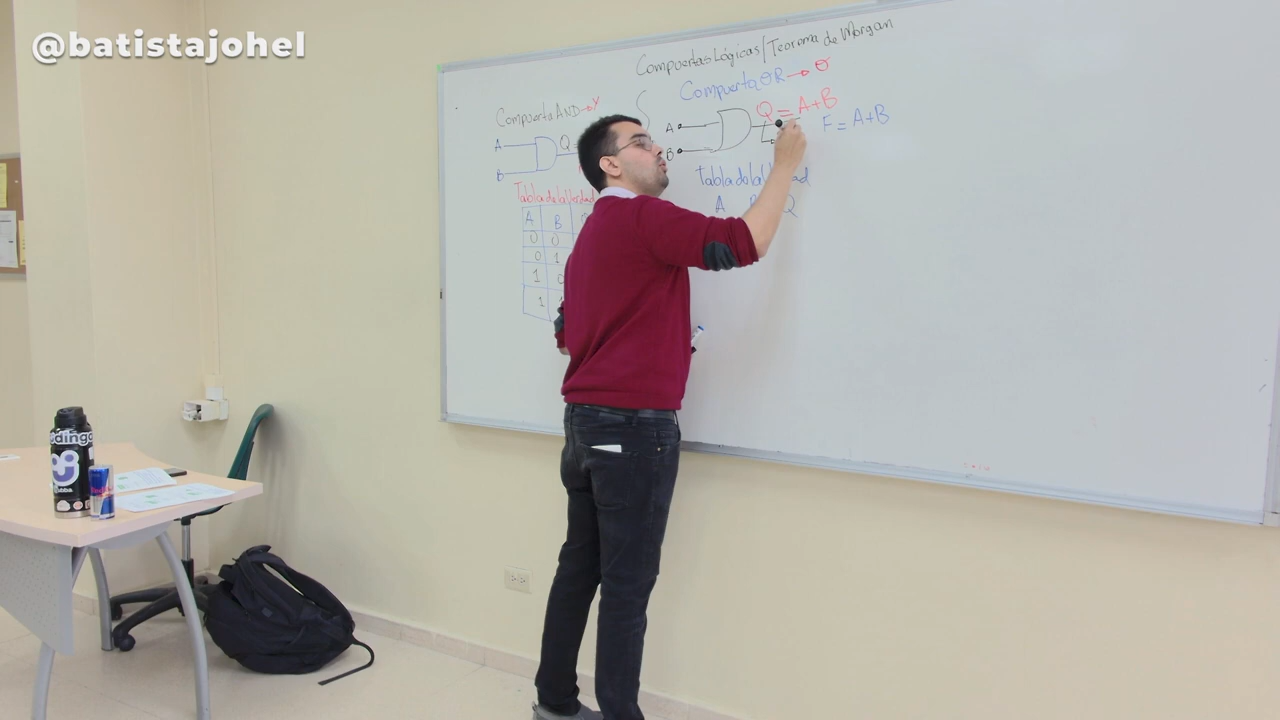 @batistajohel
Compuertas Lógicas/Teorema de Morgan
Compuerta OR → O
Compuerta AND → Y
Q = A+B
F = A+B
A
B
Q
A
B
Tabla de la Verdad
A B
0 0
0 1
1 0
1
Tabla de la
A Q